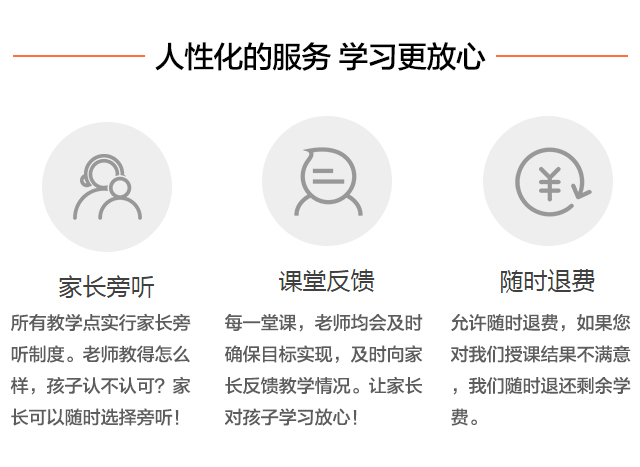 人性化的服务 学习更放心
家长旁听
所有教学点实行家长旁
听制度。老师教得怎么
样，孩子认不认可？家
长可以随时选择旁听！
课堂反馈
每一堂课，老师均会及时
确保目标实现，及时向家
长反馈教学情况。让家长
对孩子学习放心！
随时退费
允许随时退费，如果您
对我们授课结果不满意
，我们随时退还剩余学
费。